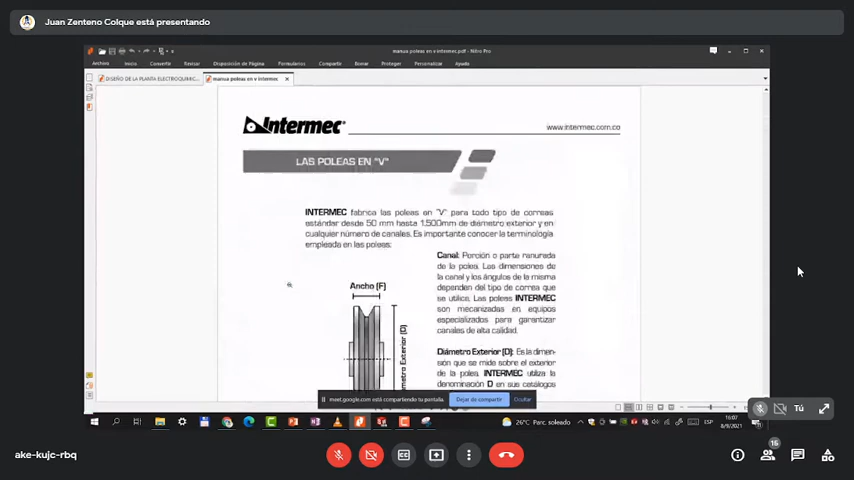 Juan Zenteno Colque está presentando
manual poleas en v intermec.pdf - Nitro Pro
Archivo Inicio Convertir Revisar Disposición de Página Formularios Compartir Borrar Proteger Personalizar Ayuda
DISEÑO DE LA PLANTA ELECTROQUIMIC... manual poleas en v intermec
Intermec®
www.intermec.com.co
LAS POLEAS EN "V"
INTERMEC fabrica las poleas en "V" para todo tipo de correas
estándar desde 50 mm hasta 1.500mm de diámetro exterior y en
cualquier número de canales. Es importante conocer la terminología
empleada en las poleas:
Canal: Porción o parte ranurada
de la polea. Las dimensiones de
la canal y los ángulos de la misma
dependen del tipo de correa que
se utilice. Las poleas INTERMEC
son mecanizadas en equipos
especializados para garantizar
canales de alta calidad.
Ancho (F)
Diámetro Exterior (D): Es la dimen-
sión que se mide sobre el exterior
de la polea. INTERMEC utiliza la
denominación D en sus catálogos
ámetro Exterior (D)
meet.google.com está compartiendo tu pantalla.
Dejar de compartir
Ocultar
26°C Parc. soleado
ESP
16:07
8/9/2021
Tú
ake-kujc-rbq
16